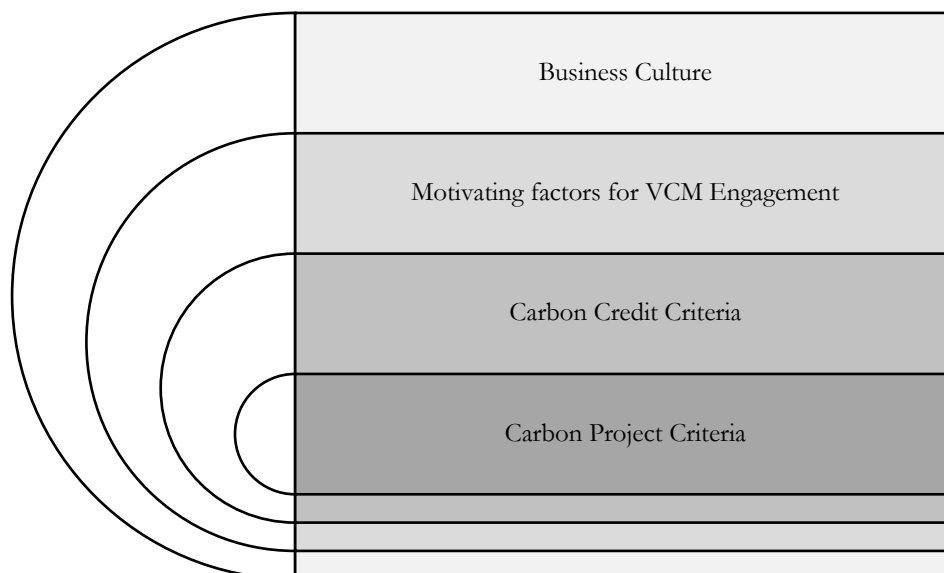 Business Culture
Motivating factors for VCM Engagement
Carbon Credit Criteria
Carbon Project Criteria